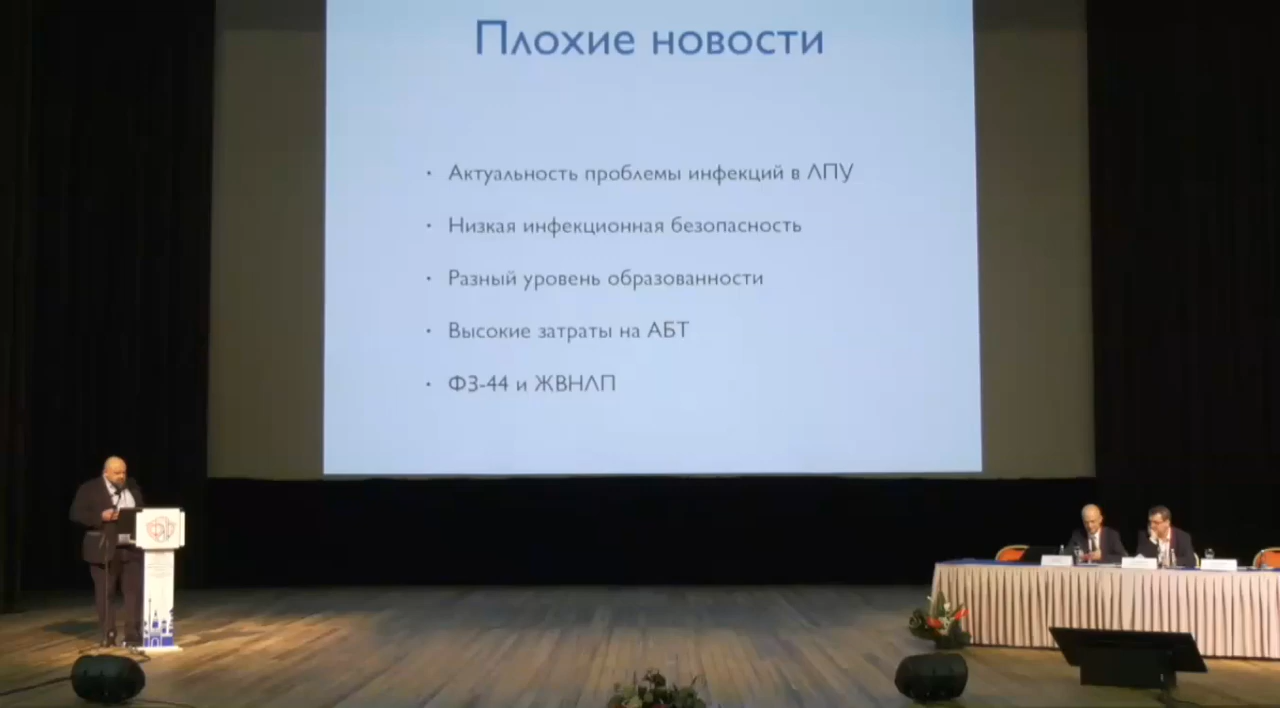 Плохие новости
• Актуальность проблемы инфекций в ЛПУ
• Низкая инфекционная безопасность
• Разный уровень образованности
• Высокие затраты на АБТ
• ФЗ-44 и ЖВНЛП